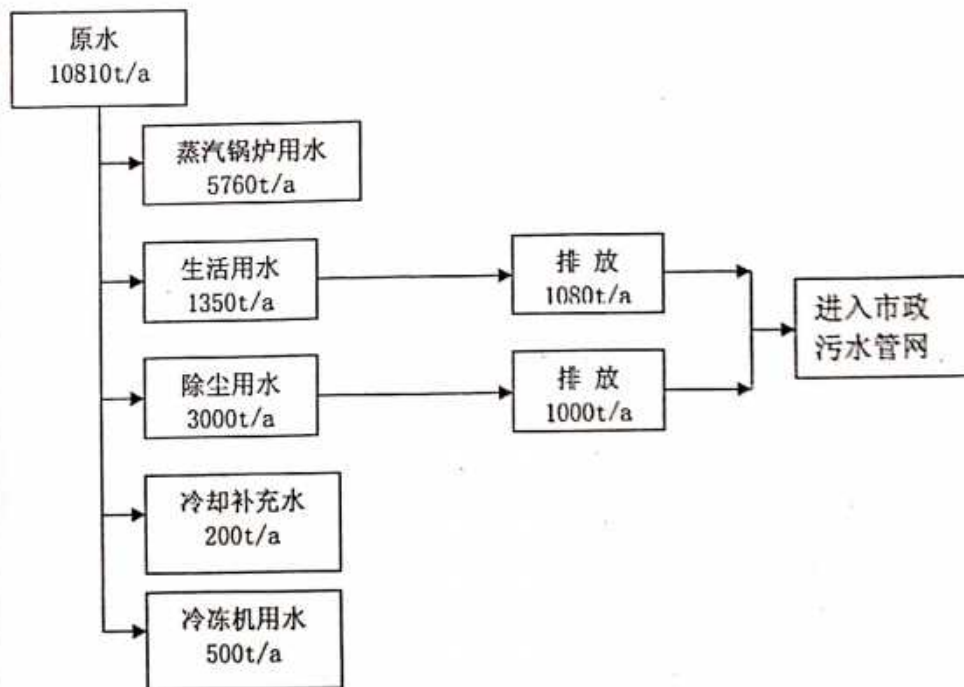 原水
10810t/a
蒸汽锅炉用水
5760t/a
生活用水
1350t/a
排 放
1080t/a
进入市政
污水管网
除尘用水
3000t/a
排 放
1000t/a
冷却补充水
200t/a
冷冻机用水
500t/a